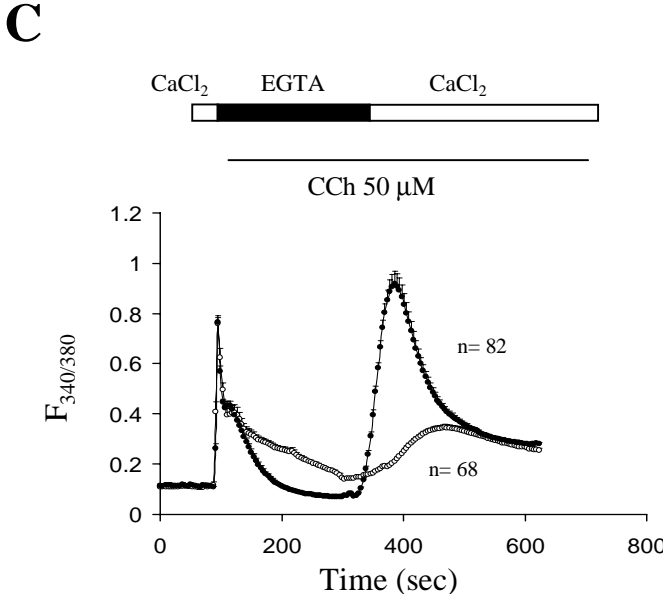 C
CaCl₂ EGTA CaCl₂
CCh 50 μM
1.2
1
0.8
0.6
0.4
0.2
0
F340/380
n= 82
n= 68
0 200 400 600 800
Time (sec)